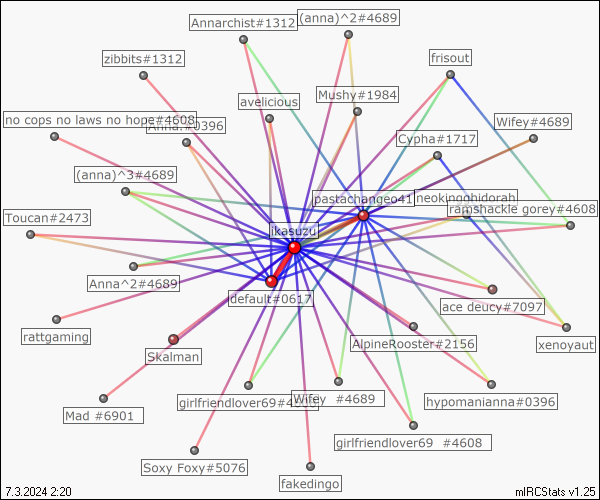 Annarchist#1312
(anna)^2#4689
zibbits#1312
frisout
avelicious
Mushy#1984
no cops no laws no hope#4608
Anna.#0396
Wifey#4689
Cypha#1717
(anna)^3#4689
pastachangeo41
neokingghidorah
ramshackle gorey#4608
Toucan#2473
ikasuzu
Anna^2#4689
default#0617
ace deucy#7097
rattgaming
Skalman
AlpineRooster#2156
xenoyaut
girlfriendlover69#4608
Wifey #4689
hypomanianna#0396
Mad #6901
girlfriendlover69 #4608
Soxy Foxy#5076
fakedingo
7.3.2024 2:20
mIRCStats v1.25